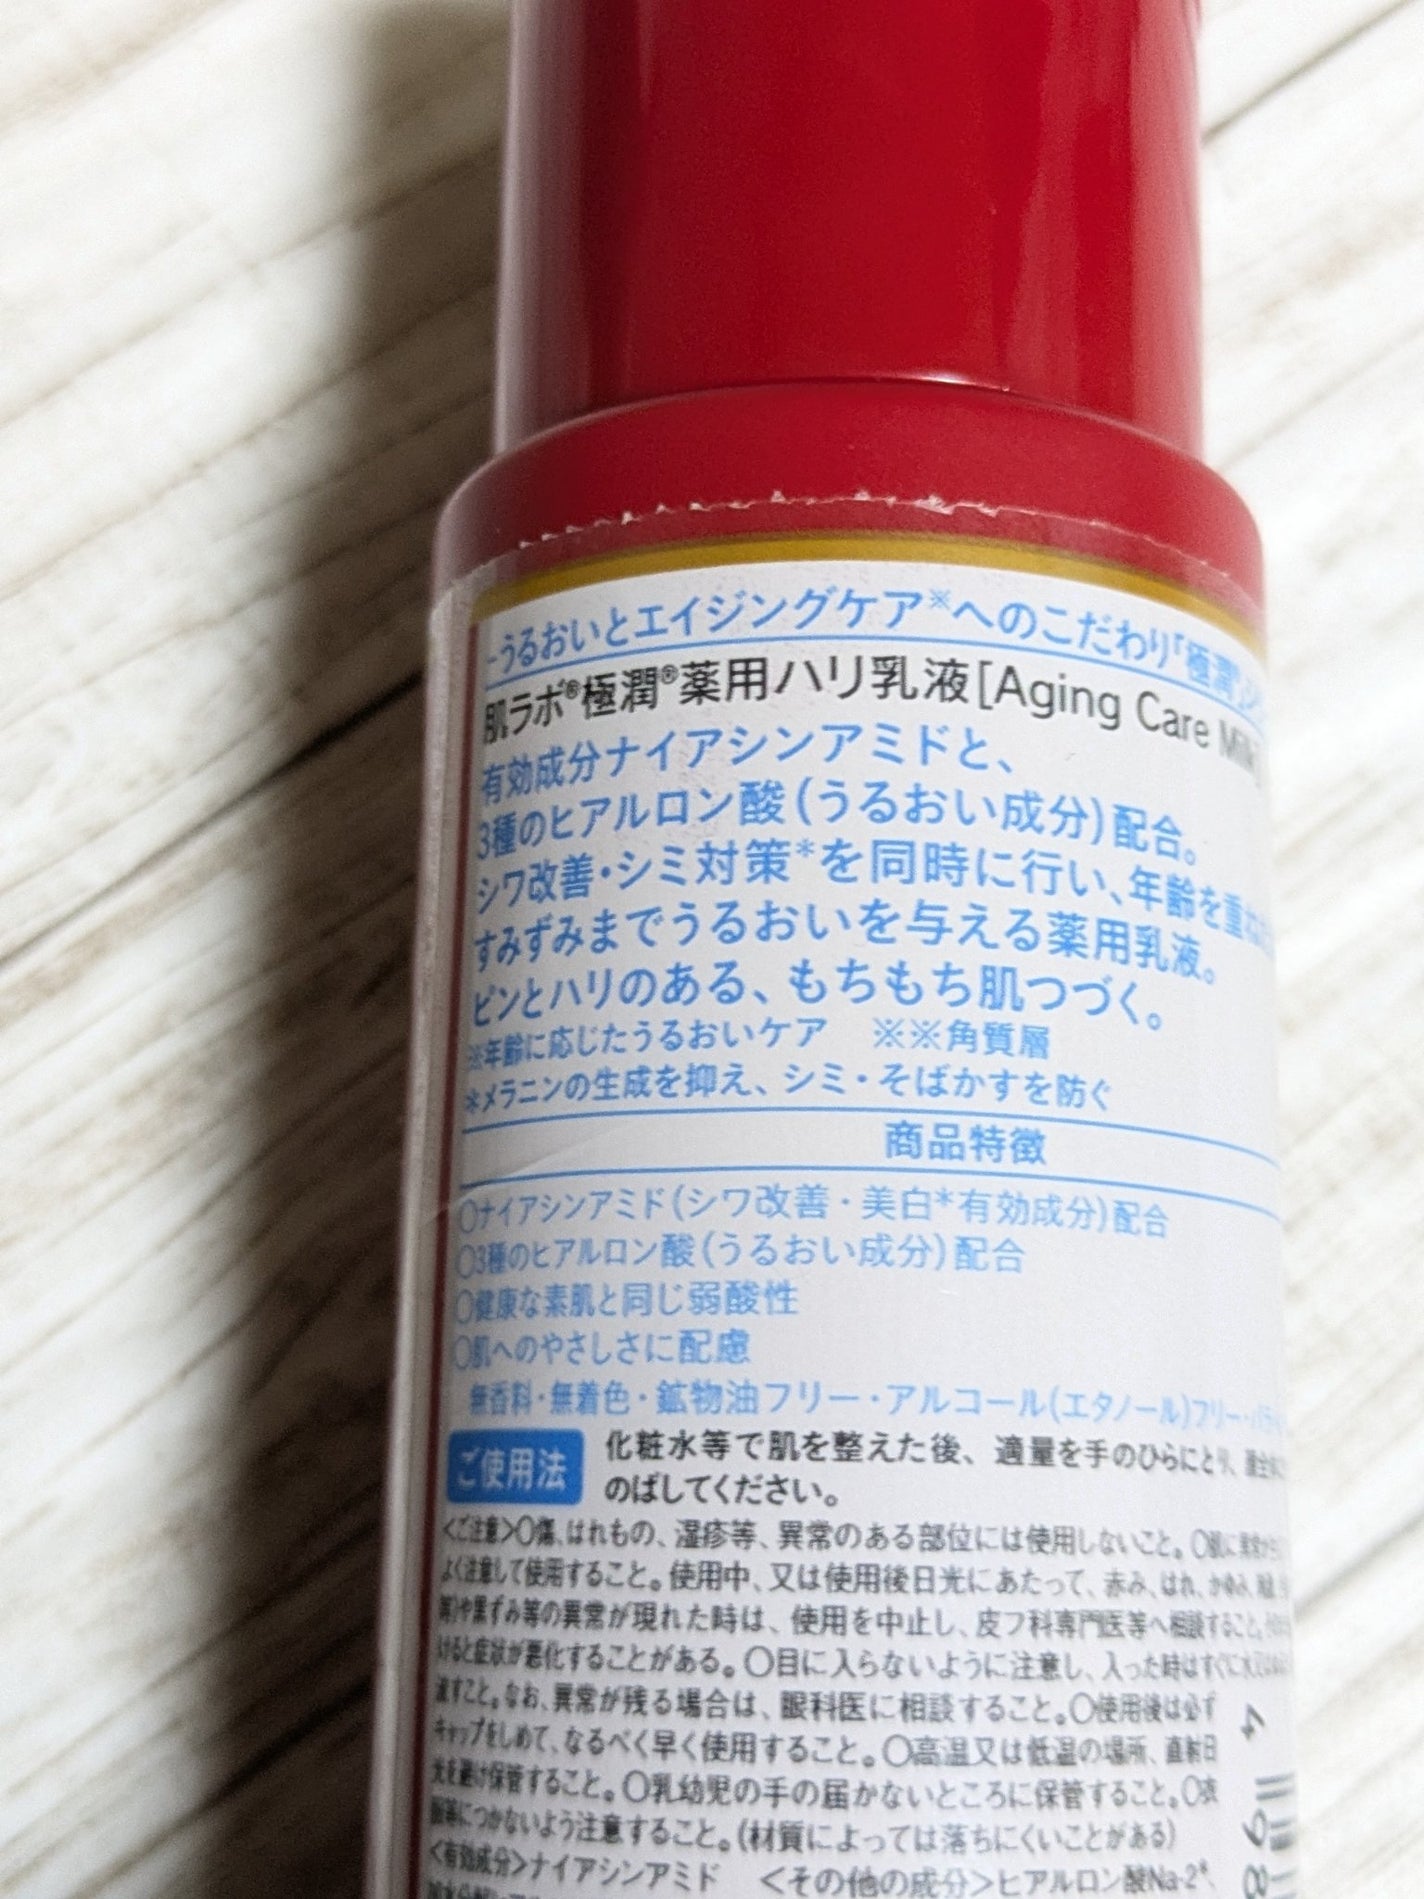 -うるおいとエイジングケア※へのこだわり「極潤」
肌ラボ®極潤®薬用ハリ乳液[Aging Care Milk]
有効成分ナイアシンアミドと、
3種のヒアルロン酸(うるおい成分)配合。
シワ改善・シミ対策*を同時に行い、年齢を重ねた
すみずみまでうるおいを与える薬用乳液。
ピンとハリのある、もちもち肌つづく。
※年齢に応じたうるおいケア ※※角質層
*メラニンの生成を抑え、シミ・そばかすを防ぐ
商品特徴
○ナイアシンアミド(シワ改善・美白*有効成分)配合
○3種のヒアルロン酸(うるおい成分)配合
○健康な素肌と同じ弱酸性
○肌へのやさしさに配慮
無香料・無着色・鉱物油フリー・アルコール(エタノール)フリー・
ご使用法 化粧水等で肌を整えた後、適量を手のひらにとり、
のばしてください。
<ご注意>○傷、はれもの、湿疹等、異常のある部位には使用しないこと。○肌に異常が
よく注意して使用すること。使用中、又は使用後日光にあたって、赤み、はれ、かゆみ、
等)や黒ずみ等の異常が現れた時は、使用を中止し、皮フ科専門医等へ相談すること。
けると症状が悪化することがある。○目に入らないように注意し、入った時はすぐに水
流すこと。なお、異常が残る場合は、眼科医に相談すること。○使用後は必ず
キャップをしめて、なるべく早く使用すること。○高温又は低温の場所、直射日
光を避け保管すること。○乳幼児の手の届かないところに保管すること。○衣
服等につかないよう注意すること。(材質によっては落ちにくいことがある)
<有効成分>ナイアシンアミド <その他の成分>ヒアルロン酸Na-2*、
4